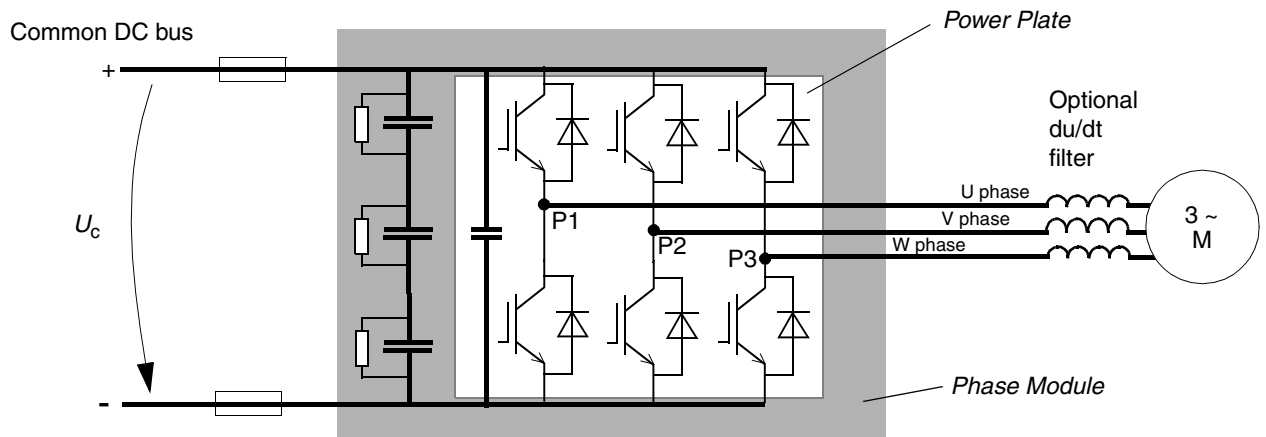 Power Plate
Common DC bus
+
Optional
du/dt
filter
U phase
P1
V phase
3 ~
M
Uc
P2
W phase
P3
Phase Module
-